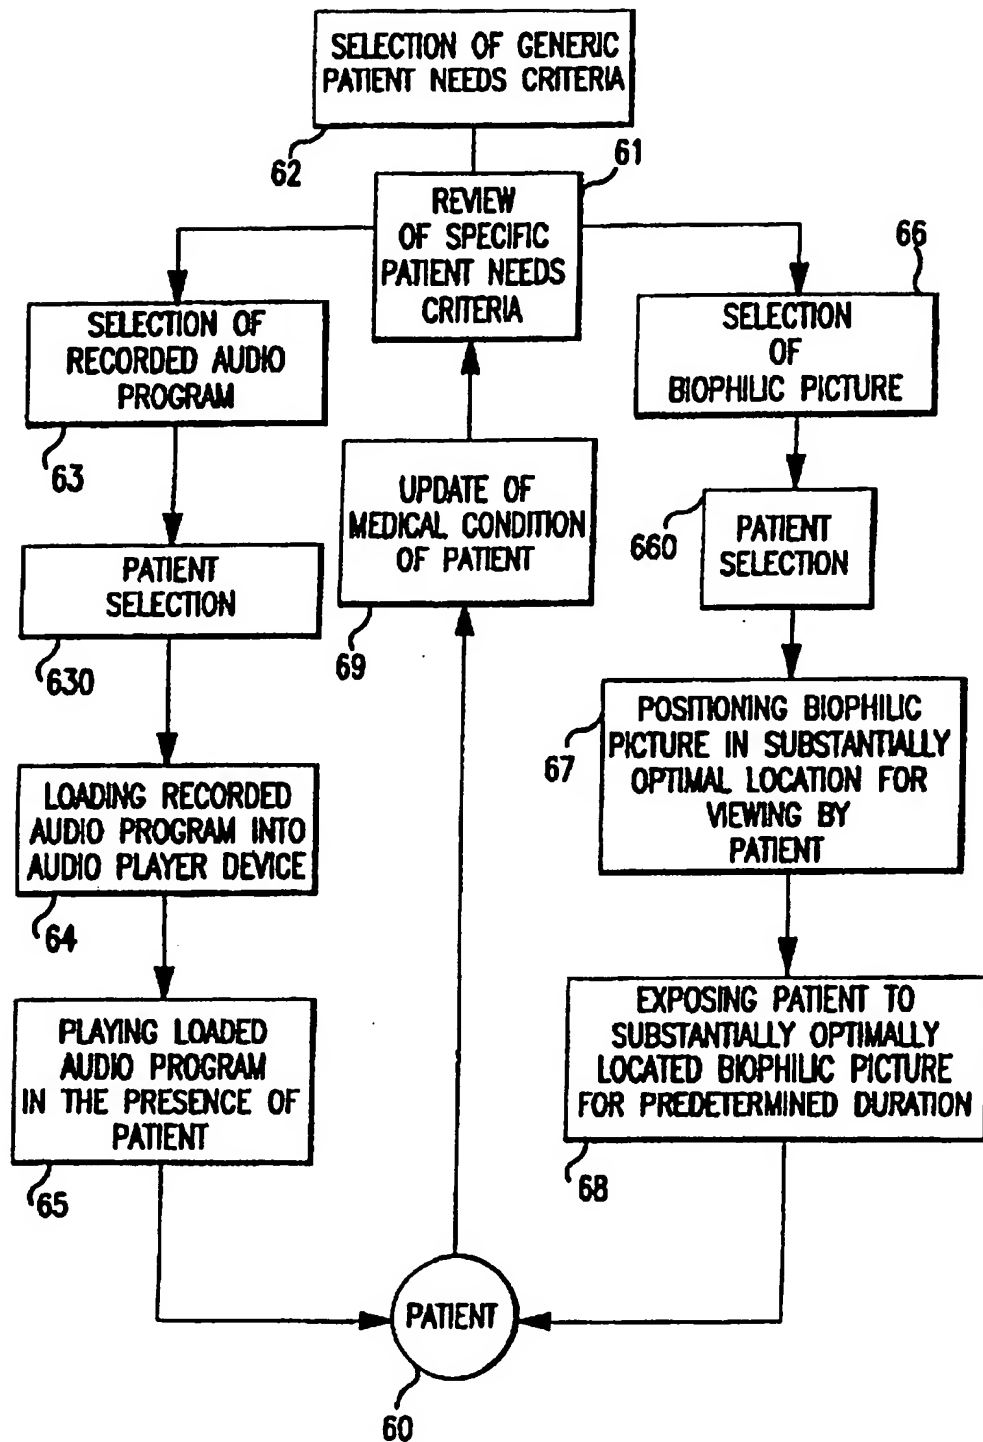 SELECTION OF GENERIC
PATIENT NEEDS CRITERIA
62
61
REVIEW
OF SPECIFIC
PATIENT NEEDS
CRITERIA
66
SELECTION OF
RECORDED AUDIO
PROGRAM
63
SELECTION
OF
BIOPHILIC PICTURE
UPDATE OF
MEDICAL CONDITION
OF PATIENT
69
660
PATIENT
SELECTION
PATIENT
SELECTION
630
67
POSITIONING BIOPHILIC
PICTURE IN SUBSTANTIALLY
OPTIMAL LOCATION FOR
VIEWING BY
PATIENT
LOADING RECORDED
AUDIO PROGRAM INTO
AUDIO PLAYER DEVICE
64
PLAYING LOADED
AUDIO PROGRAM
IN THE PRESENCE OF
PATIENT
65
EXPOSING PATIENT TO
SUBSTANTIALLY OPTIMALLY
LOCATED BIOPHILIC PICTURE
FOR PREDETERMINED DURATION
68
PATIENT
60